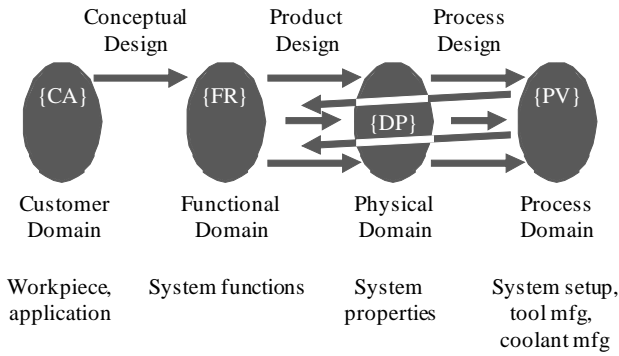 Conceptual
Design
Product
Design
Process
Design
{CA}
{FR}
{DP}
{PV}
Customer
Domain
Functional
Domain
Physical
Domain
Process
Domain
Workpiece,
application
System functions
System
properties
System setup,
tool mfg,
coolant mfg